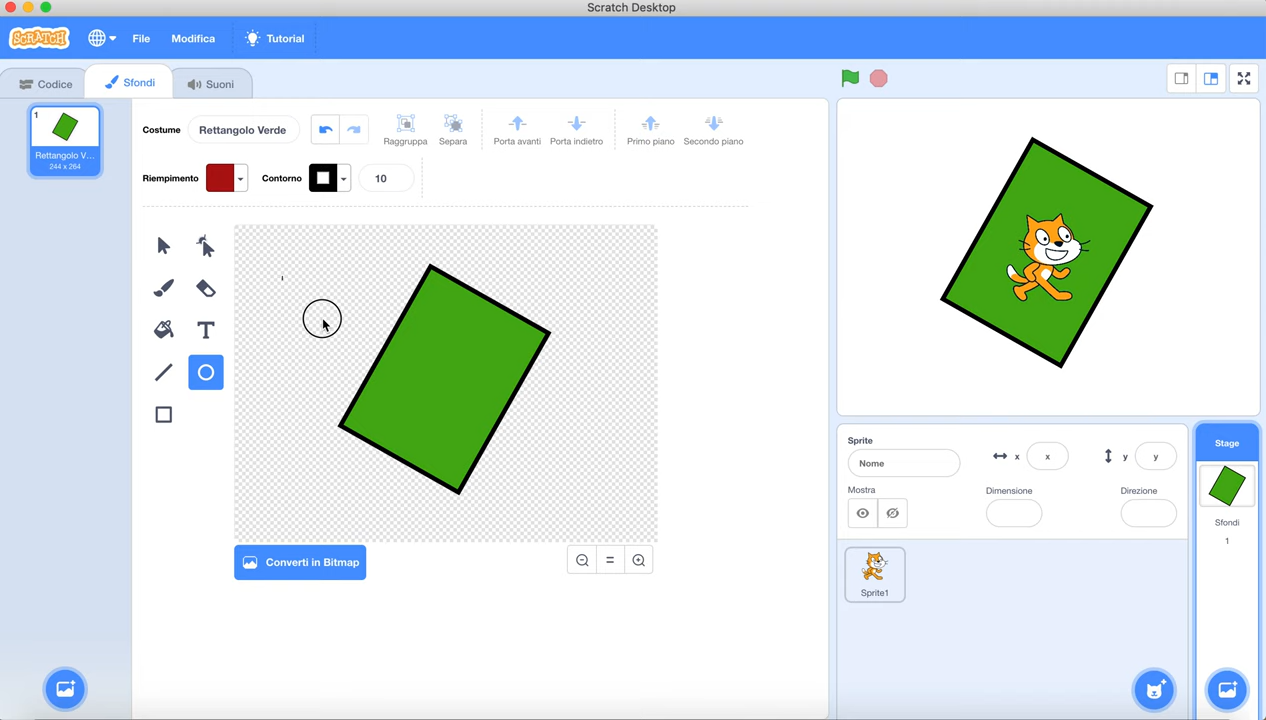 Scratch Desktop
SCRATCH File Modifica Tutorial
Codice Sfondi Suoni
1
Rettangolo V...
244 x 264
Costume Rettangolo Verde
Raggruppa Separa Porta avanti Porta indietro Primo piano Secondo piano
Riempimento Contorno 10
T
Converti in Bitmap
Sprite
Nome
x x
y y
Mostra
Dimensione
Direzione
Sprite1
Stage
Sfondi
1